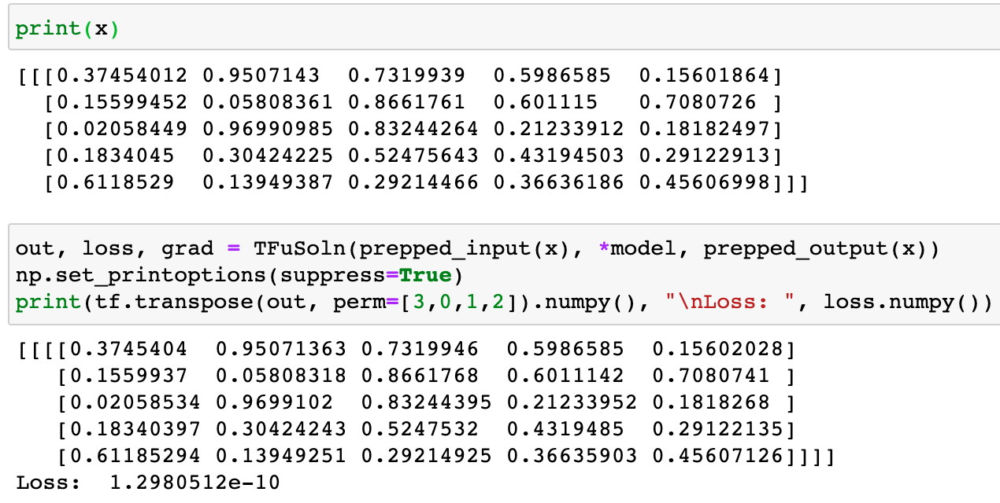 print(x)
[[[0.37454012 0.9507143  0.7319939  0.5986585  0.15601864]
  [0.15599452 0.05808361 0.8661761  0.601115   0.7080726 ]
  [0.02058449 0.96990985 0.83244264 0.21233912 0.18182497]
  [0.1834045  0.30424225 0.52475643 0.43194503 0.29122913]
  [0.6118529  0.13949387 0.29214466 0.36636186 0.45606998]]]
out, loss, grad = TFuSoln(prepped_input(x), *model, prepped_output(x))
np.set_printoptions(suppress=True)
print(tf.transpose(out, perm=[3,0,1,2]).numpy(), "\nLoss: ", loss.numpy())
[[[[0.3745404  0.95071363 0.7319946  0.5986585  0.15602028]
   [0.1559937  0.05808318 0.8661768  0.6011142  0.7080741 ]
   [0.02058534 0.9699102  0.83244395 0.21233952 0.1818268 ]
   [0.18340397 0.30424243 0.5247532  0.4319485  0.29122135]
   [0.61185294 0.13949251 0.29214925 0.36635903 0.45607126]]]]
Loss:  1.2980512e-10